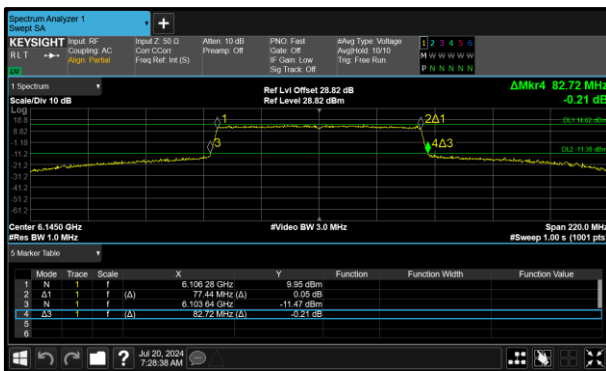 Spectrum Analyzer 1
Swept SA
KEYSIGHT Input: RF Input Z: 50 Ω Atten: 10 dB PNO: Fast #Avg Type: Voltage 1 2 3 4 5 6
RLT Coupling: AC Corr CCorr Preamp: Off Gate: Off Avg|Hold: 10/10 M W W W W W
Align: Partial Freq Ref: Int (S) IF Gain: Low Trig: Free Run
Sig Track: Off P N N N N N
1 Spectrum Ref Lvl Offset 28.82 dB ΔMkr4 82.72 MHz
Scale/Div 10 dB Ref Level 28.82 dBm -0.21 dB
Log
18.8 1 2Δ1 DL1 14.62 dBm
8.82
-1.18 3 4Δ3
-11.2 DL2 -11.38 dBm
-21.2
-31.2
-41.2
-51.2
-61.2
Center 6.1450 GHz #Video BW 3.0 MHz Span 220.0 MHz
#Res BW 1.0 MHz #Sweep 1.00 s (1001 pts)
5 Marker Table
Mode Trace Scale X Y Function Function Width Function Value
1 N 1 f 6.106 28 GHz 9.95 dBm
2 Δ1 1 f (Δ) 77.44 MHz (Δ) 0.05 dB
3 N 1 f 6.103 64 GHz -11.47 dBm
4 Δ3 1 f (Δ) 82.72 MHz (Δ) -0.21 dB
5
6
? Jul 20, 2024
7:28:38 AM